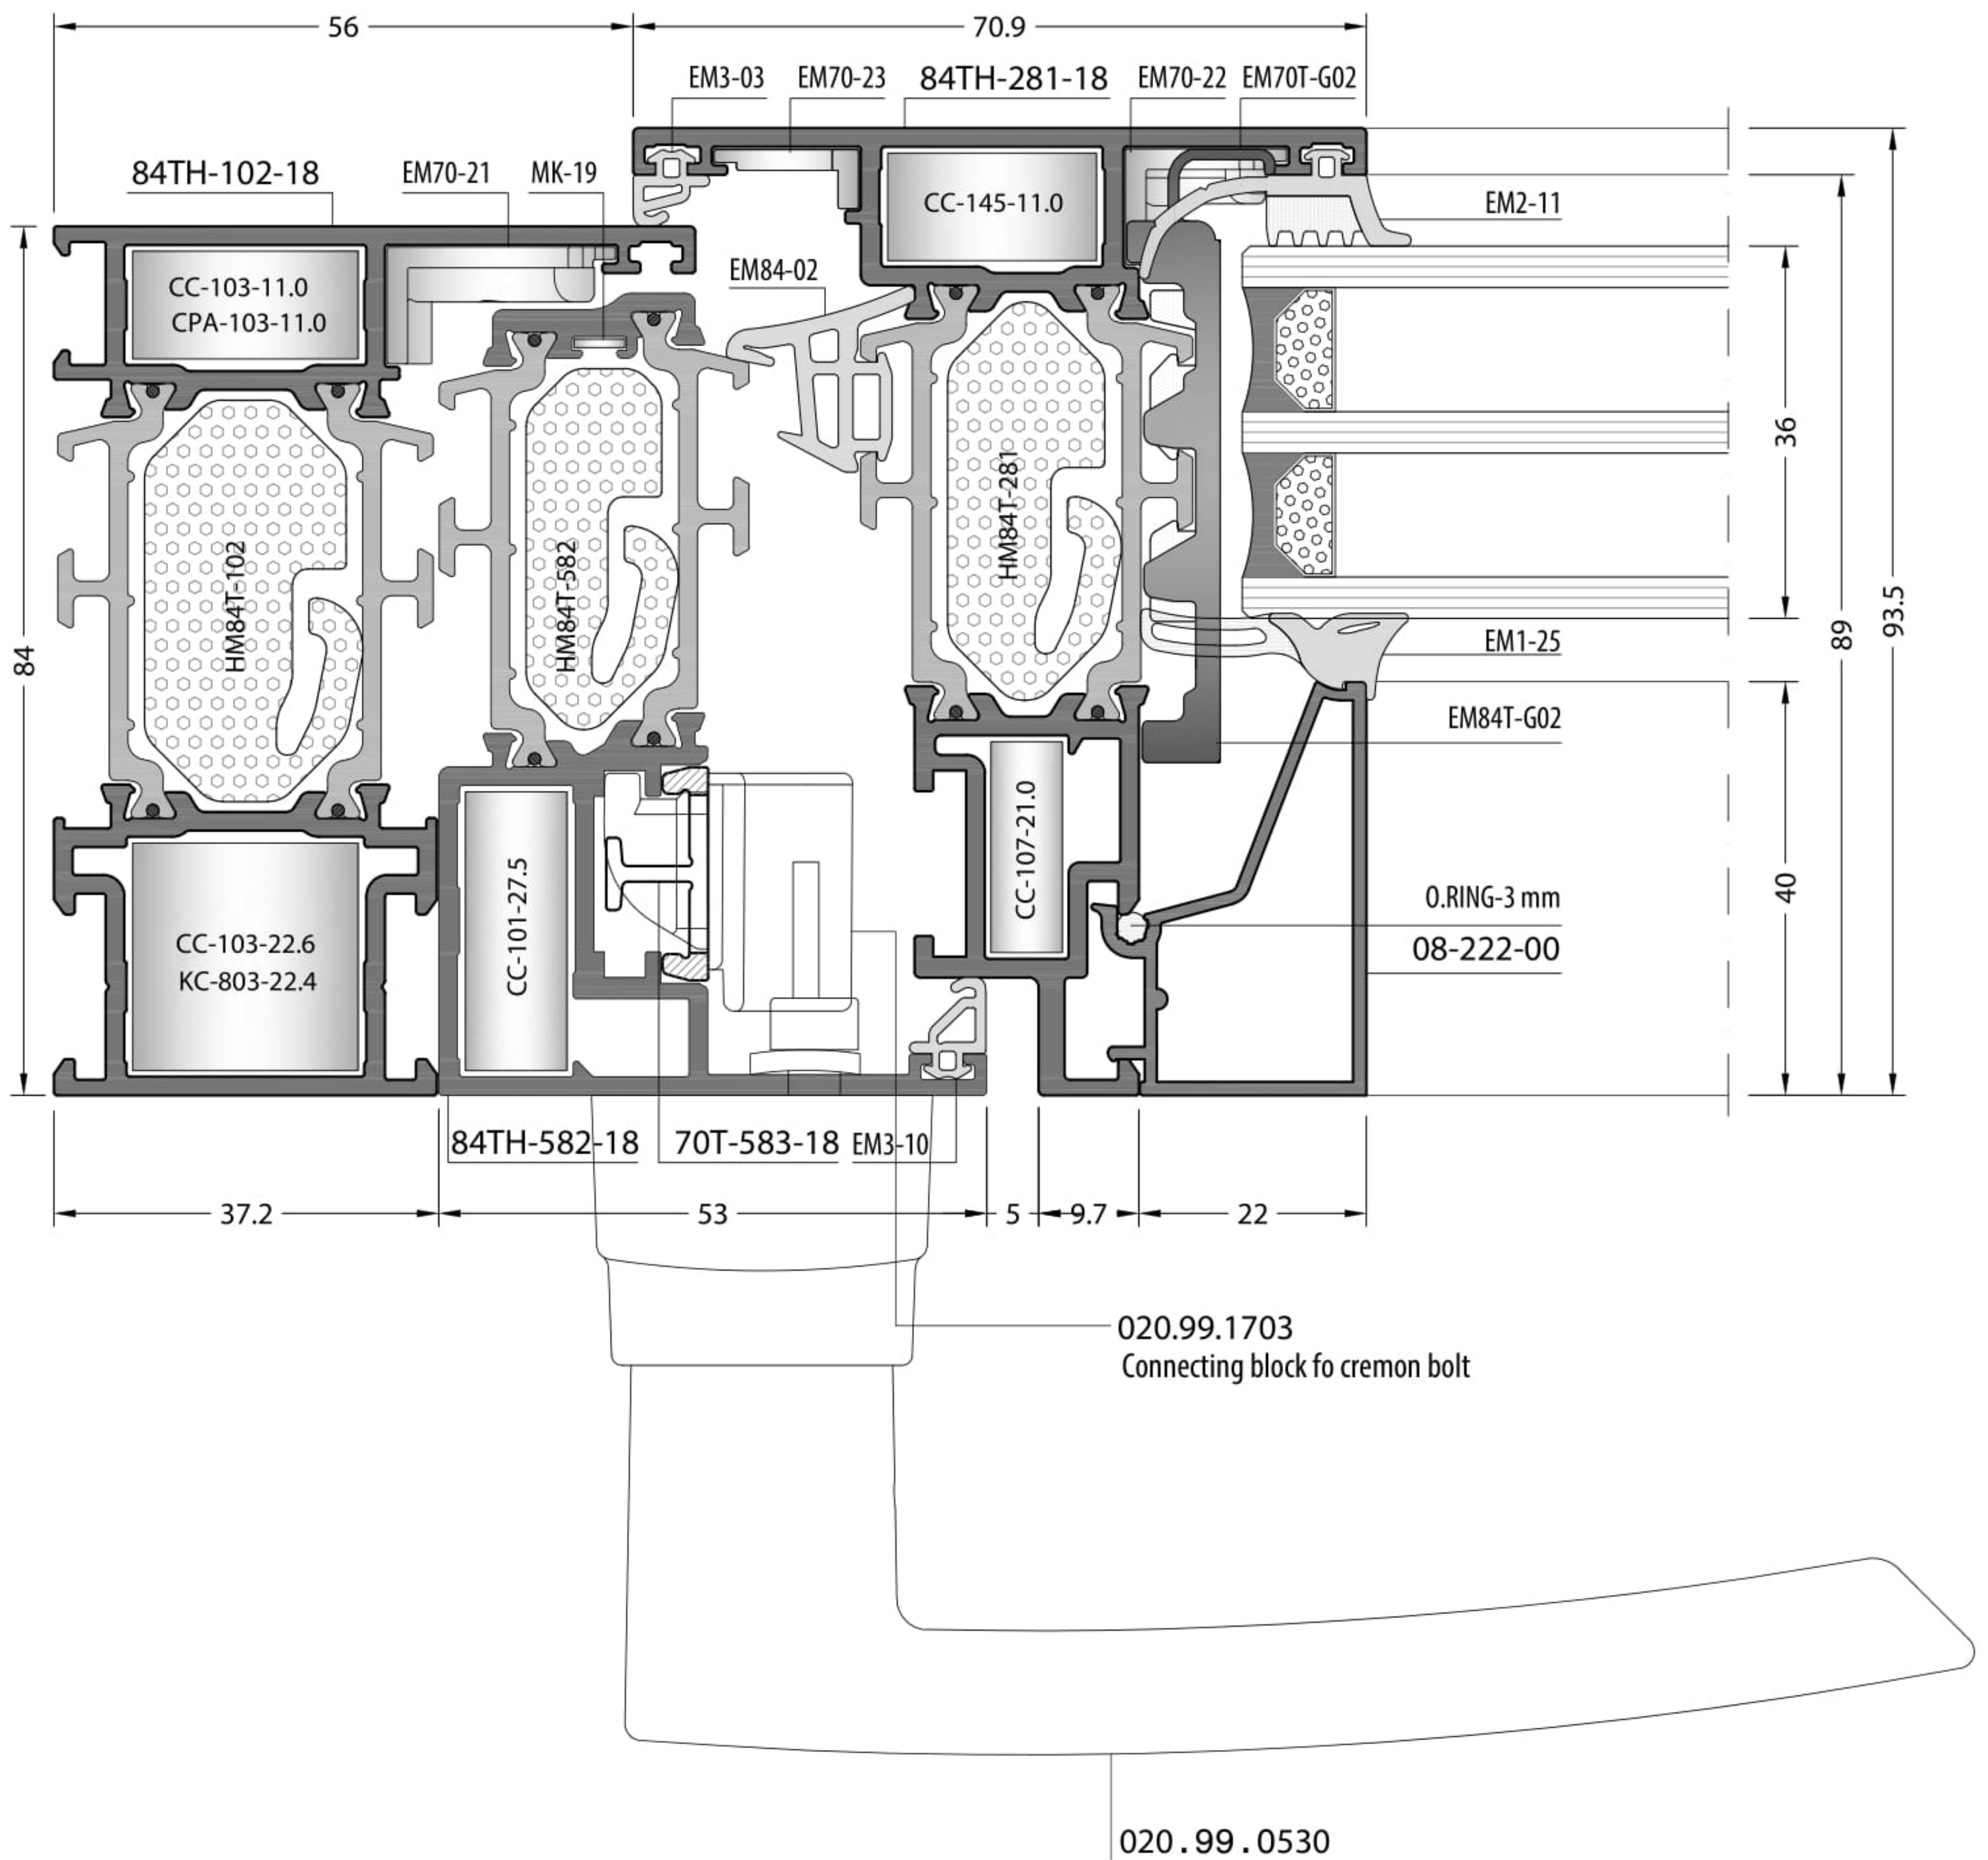 56
70.9
EM3-03
EM70-23
84TH-281-18
EM70-22
EM70T-G02
84TH-102-18
EM70-21
MK-19
CC-145-11.0
EM2-11
EM84-02
CC-103-11.0
CPA-103-11.0
36
HM84T-281
HM84T-102
HM84T-582
84
89
93.5
EM1-25
EM84T-G02
CC-107-21.0
CC-101-27.5
40
O.RING-3 mm
08-222-00
CC-103-22.6
KC-803-22.4
84TH-582-18
70T-583-18
EM3-10
37.2
53
5
9.7
22
020.99.1703
Connecting block fo cremon bolt
020.99.0530